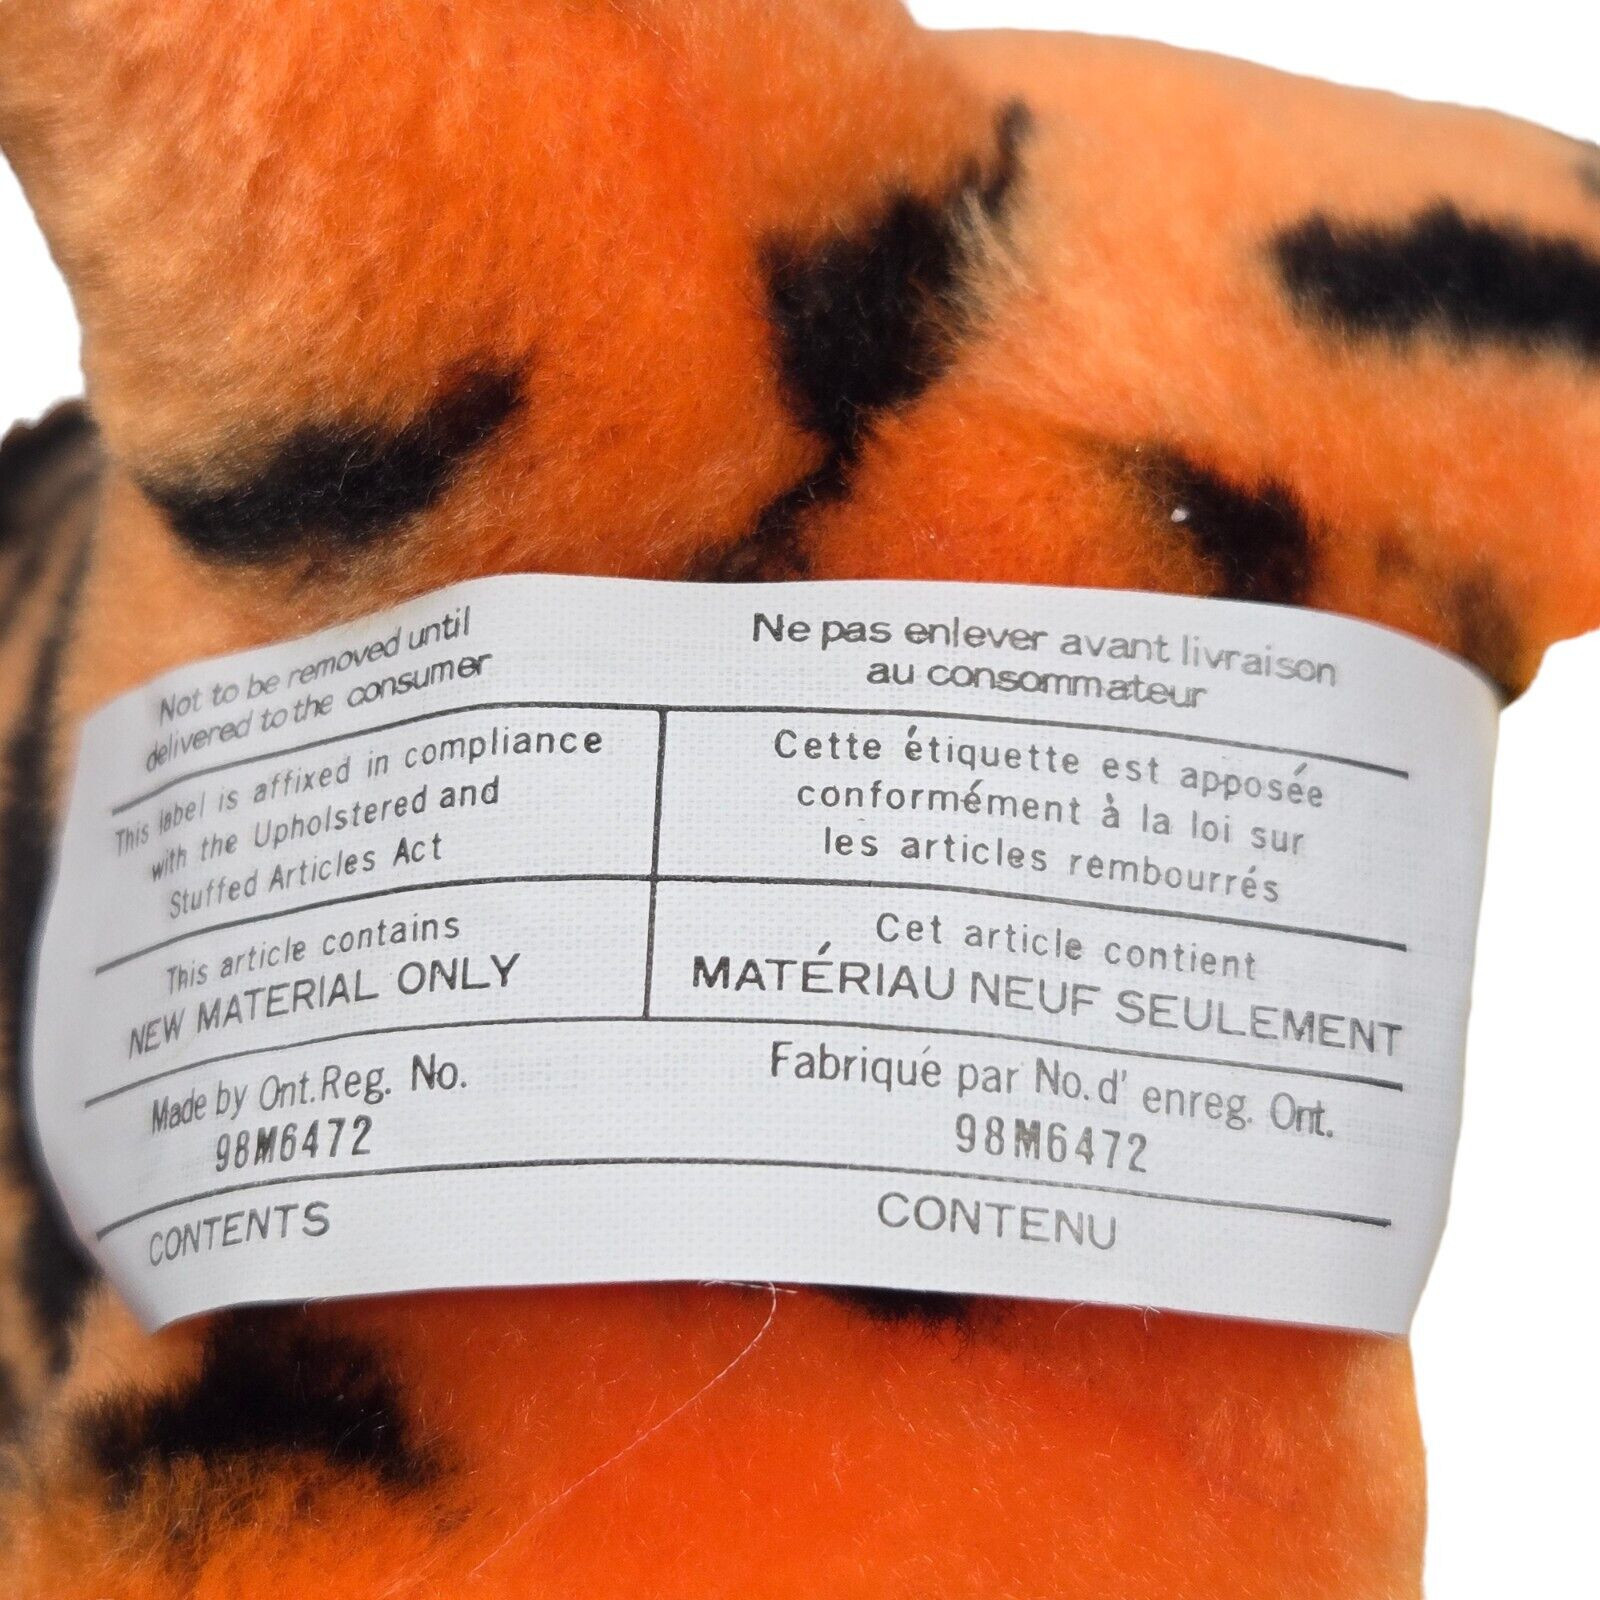 Not to be removed until
delivered to the consumer
Ne pas enlever avant livraison
au consommateur
This label is affixed in compliance
with the Upholstered and
Stuffed Articles Act
Cette étiquette est apposée
conformément à la loi sur
les articles rembourrés
This article contains
NEW MATERIAL ONLY
Cet article contient
MATÉRIAU NEUF SEULEMENT
Made by Ont. Reg. No.
98M6472
Fabriqué par No. d' enreg. Ont.
98M6472
CONTENTS
CONTENU